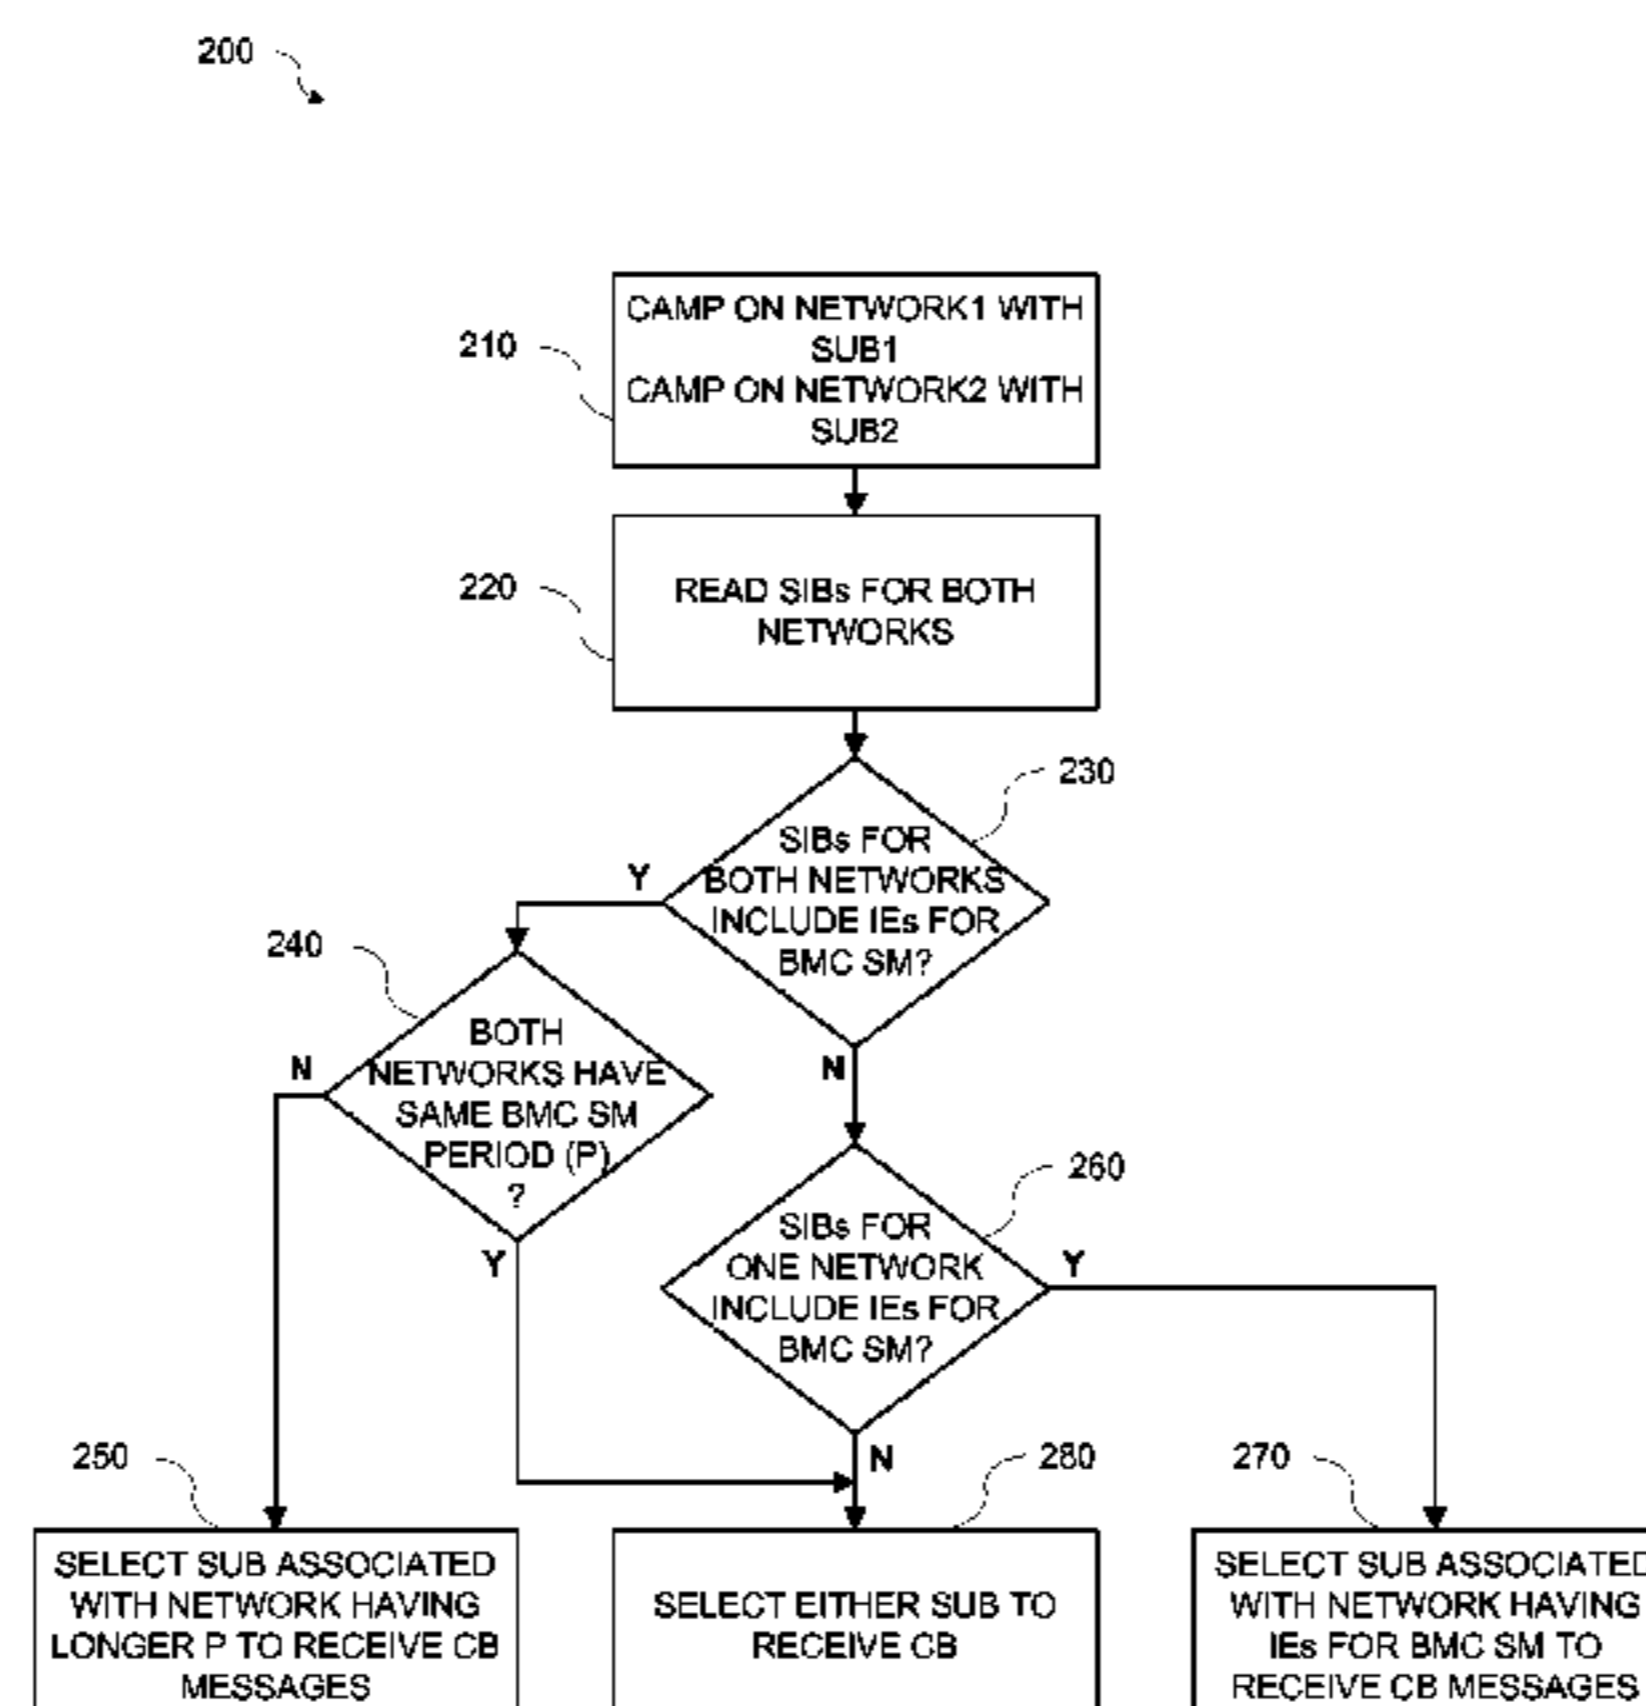 200
210
CAMP ON NETWORK1 WITH
SUB1
CAMP ON NETWORK2 WITH
SUB2
220
READ SIBs FOR BOTH
NETWORKS
230
SIBs FOR
BOTH NETWORKS
INCLUDE IEs FOR
BMC SM?
Y
N
240
BOTH
NETWORKS HAVE
SAME BMC SM
PERIOD (P)
?
N
Y
260
SIBs FOR
ONE NETWORK
INCLUDE IEs FOR
BMC SM?
Y
N
250
SELECT SUB ASSOCIATED
WITH NETWORK HAVING
LONGER P TO RECEIVE CB
MESSAGES
280
SELECT EITHER SUB TO
RECEIVE CB
270
SELECT SUB ASSOCIATED
WITH NETWORK HAVING
IEs FOR BMC SM TO
RECEIVE CB MESSAGES